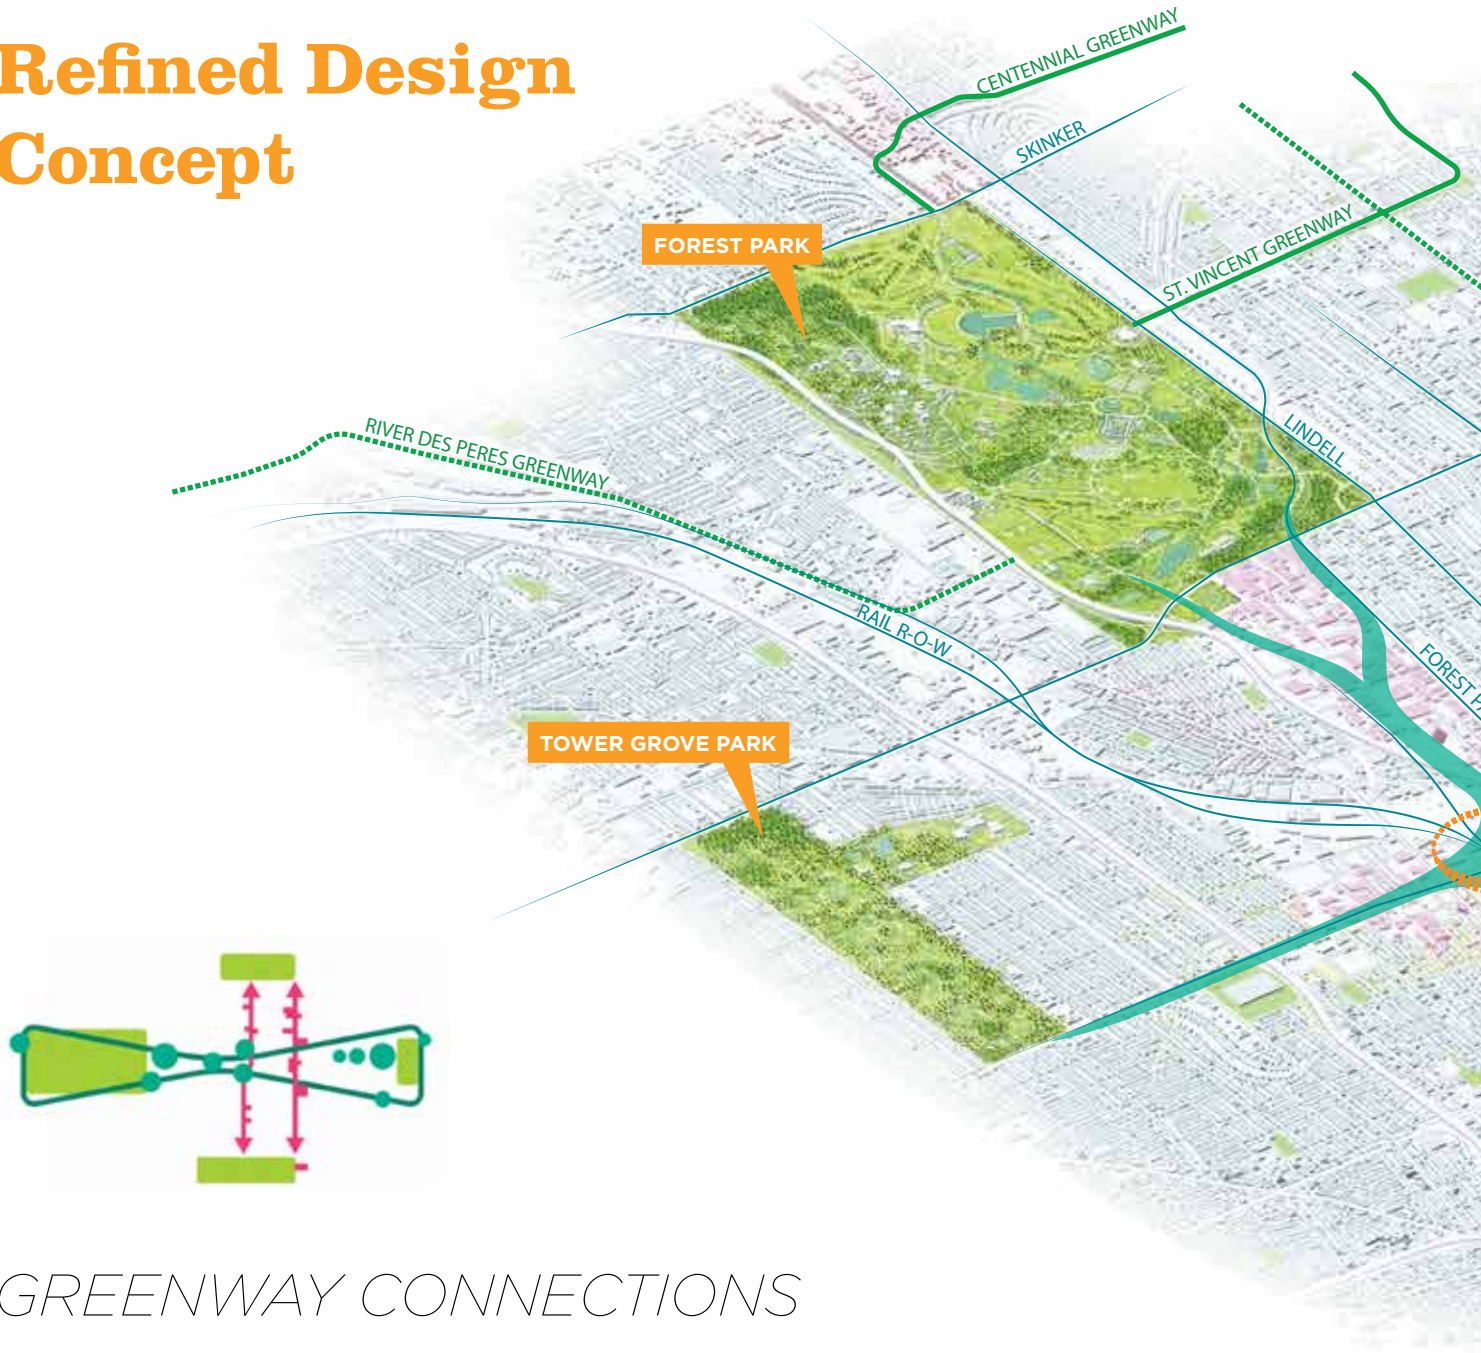 Refined Design
Concept
CENTENNIAL GREENWAY
SKINKER
FOREST PARK
ST. VINCENT GREENWAY
LINDELL
RIVER DES PERES GREENWAY
RAIL R-O-W
FOREST
TOWER GROVE PARK
GREENWAY CONNECTIONS